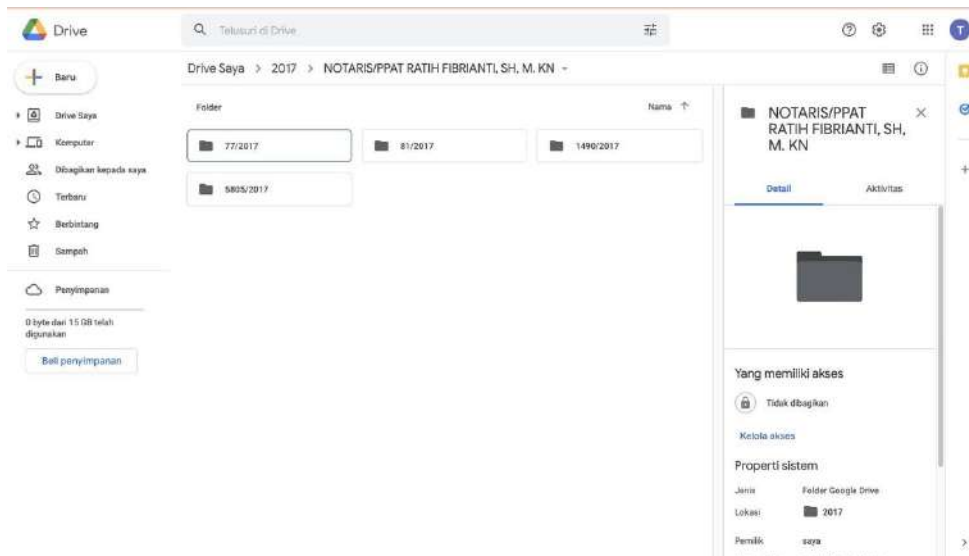 Drive
Telusuri di Drive
T
Baru
Drive Saya > 2017 > NOTARIS/PPAT RATIH FIBRIANTI, SH, M. KN
Drive Saya
Komputer
Dibagikan kepada saya
Terbaru
Berbintang
Sampah
Penyimpanan
0 byte dari 15 GB telah
digunakan
Beli penyimpanan
Folder
Nama
77/2017
81/2017
1490/2017
5805/2017
NOTARIS/PPAT
RATIH FIBRIANTI, SH,
M. KN
Detail
Aktivitas
Yang memiliki akses
Tidak dibagikan
Kelola akses
Properti sistem
Jenis Folder Google Drive
Lokasi 2017
Pemilik saya